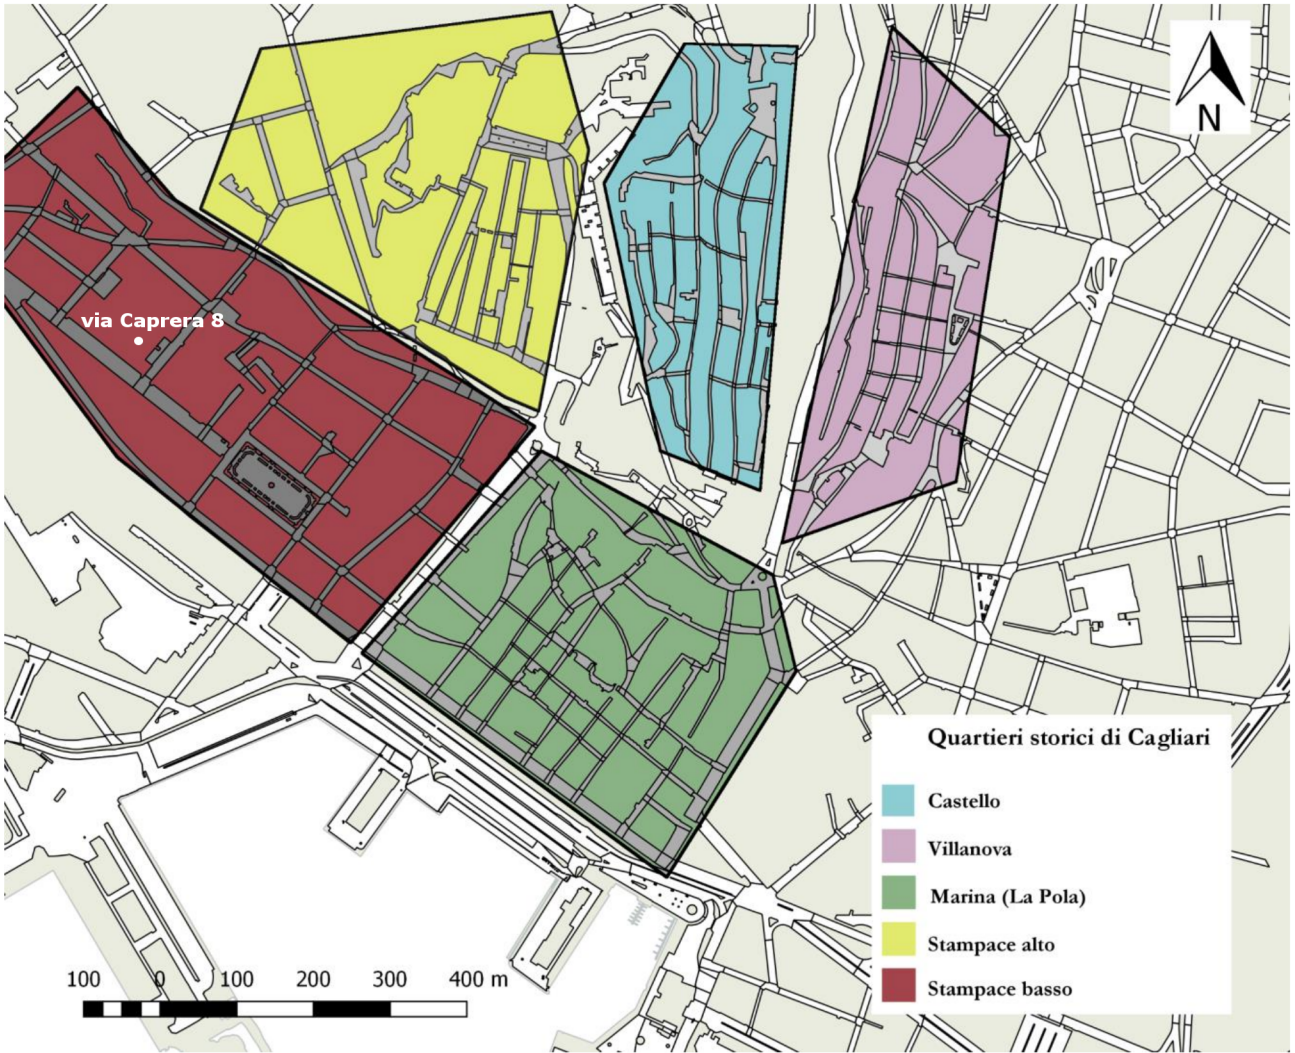 N
via Caprera 8
Quartieri storici di Cagliari
Castello
Villanova
Marina (La Pola)
Stampace alto
Stampace basso
100 0 100 200 300 400 m